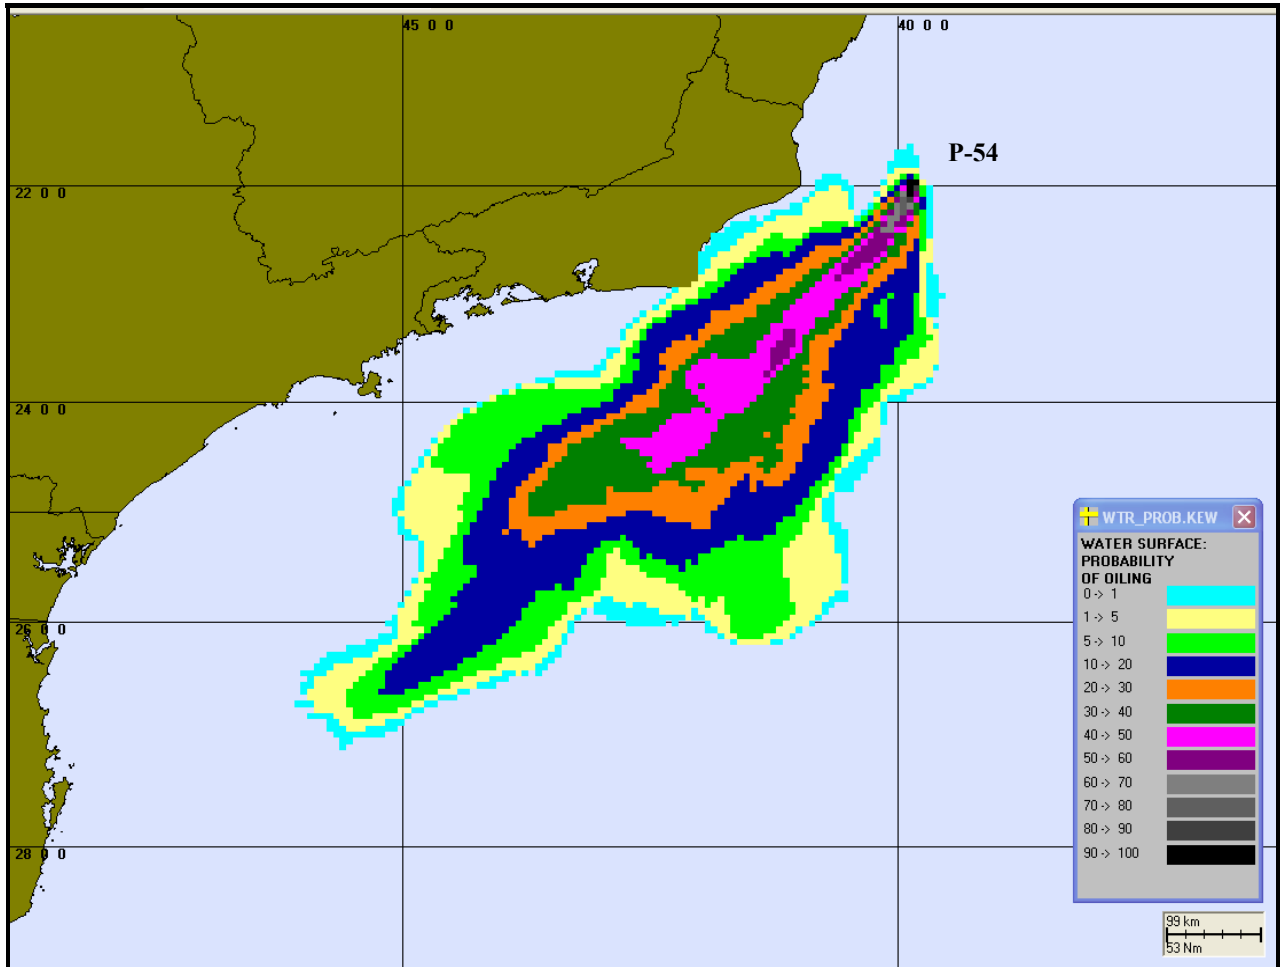 45 0 0
40 0 0
P-54
22 0 0
24 0 0
26 0 0
28 0 0
WTR_PROB.KEW
WATER SURFACE:
PROBABILITY
OF OILING
0 -> 1
1 -> 5
5 -> 10
10 -> 20
20 -> 30
30 -> 40
40 -> 50
50 -> 60
60 -> 70
70 -> 80
80 -> 90
90 -> 100
99 km
53 Nm